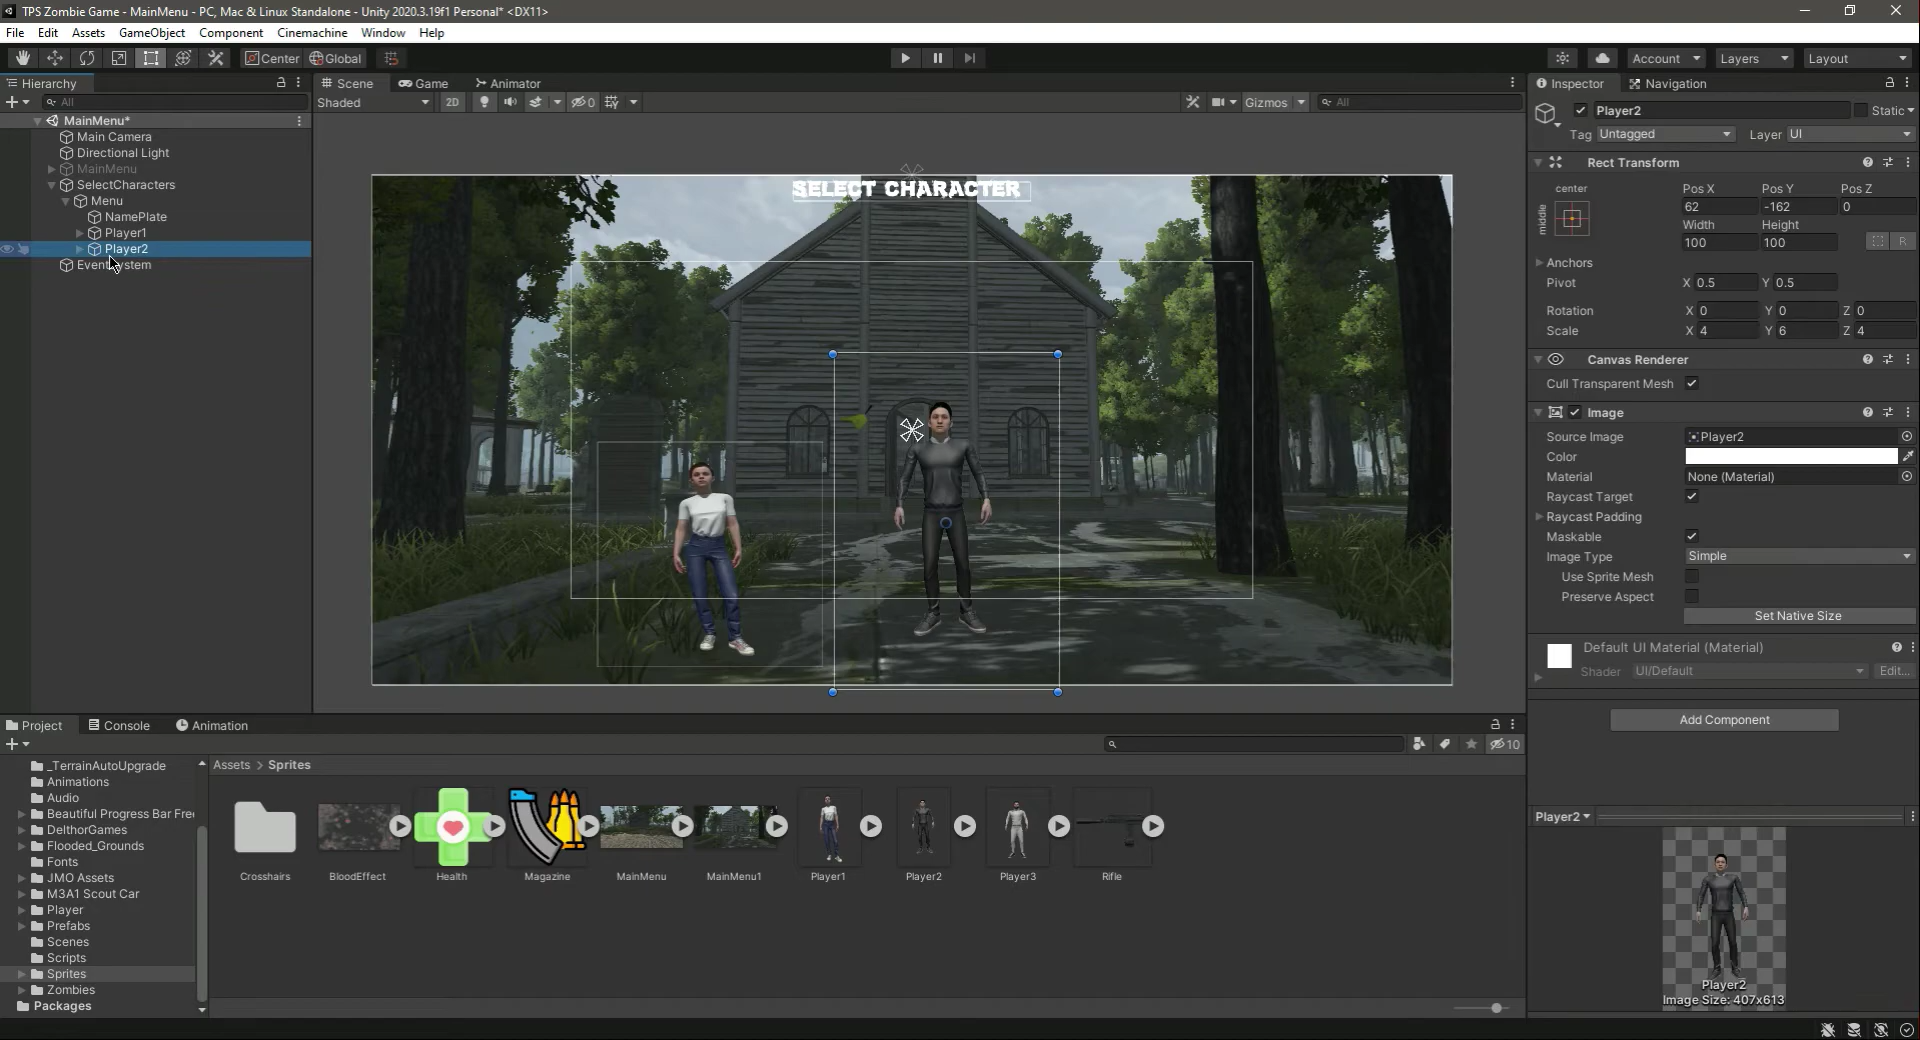 TPS Zombie Game - MainMenu - PC, Mac & Linux Standalone - Unity 2020.3.19f1 Personal* <DX11>
File Edit Assets GameObject Component Cinemachine Window Help
Center Global Account Layers Layout
Hierarchy
All
MainMenu*
Main Camera
Directional Light
MainMenu
SelectCharacters
Menu
NamePlate
Player1
Player2
EventSystem
Scene Game Animator
Shaded 2D 0 Gizmos All
SELECT CHARACTER
Inspector Navigation
Player2 Static
Tag Untagged Layer UI
Rect Transform
center Pos X Pos Y Pos Z
middle 62 -162 0
Width Height
100 100 R
Anchors
Pivot X 0.5 Y 0.5
Rotation X 0 Y 0 Z 0
Scale X 4 Y 6 Z 4
Canvas Renderer
Cull Transparent Mesh
Image
Source Image Player2
Color
Material None (Material)
Raycast Target
Raycast Padding
Maskable
Image Type Simple
Use Sprite Mesh
Preserve Aspect
Set Native Size
Default UI Material (Material)
Shader UI/Default Edit...
Add Component
Player2
Player2
Image Size: 407x613
Project Console Animation
10
_TerrainAutoUpgrade
Animations
Audio
Beautiful Progress Bar Free
DelthorGames
Flooded_Grounds
Fonts
JMO Assets
M3A1 Scout Car
Player
Prefabs
Scenes
Scripts
Sprites
Zombies
Packages
Assets > Sprites
Crosshairs BloodEffect Health Magazine MainMenu MainMenu1 Player1 Player2 Player3 Rifle